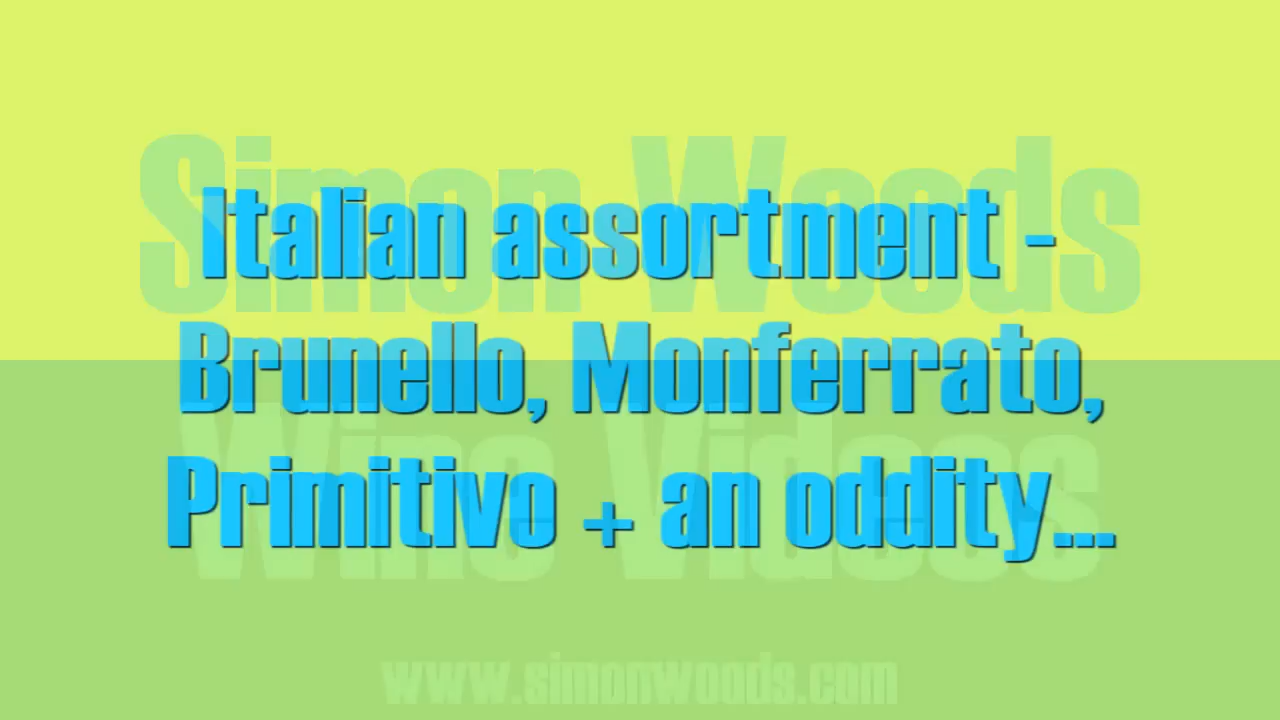 Simon Woods
Italian assortment -
Brunello, Monferrato,
Wine Videos
Primitivo + an oddity...
www.simonwoods.com